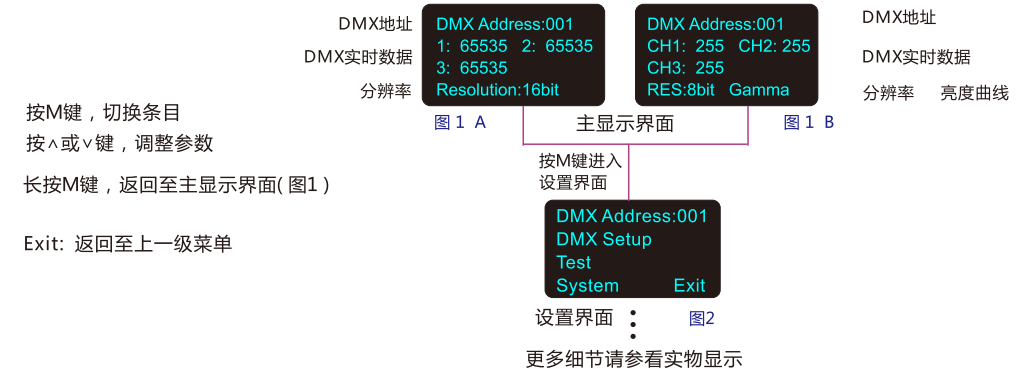 DMX地址
DMX Address:001
DMX Address:001
DMX地址
DMX实时数据
1: 65535 2: 65535
3: 65535
CH1: 255 CH2: 255
CH3: 255
DMX实时数据
分辨率
Resolution:16bit
RES:8bit Gamma
分辨率 亮度曲线
图 1 A
主显示界面
图 1 B
按M键，切换条目
按∧或∨键，调整参数
长按M键，返回至主显示界面( 图1 )
Exit: 返回至上一级菜单
按M键进入
设置界面
DMX Address:001
DMX Setup
Test
System Exit
设置界面
图2
更多细节请参看实物显示